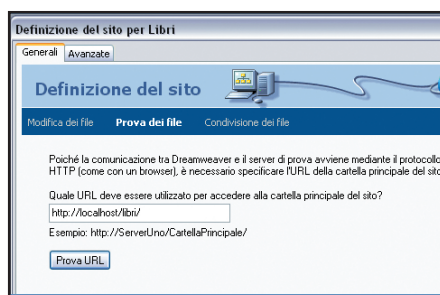 Definizione del sito per Libri
Generali Avanzate
Definizione del sito
Modifica dei file Prova dei file Condivisione dei file
Poiché la comunicazione tra Dreamweaver e il server di prova avviene mediante il protocollo
HTTP (come con un browser), è necessario specificare l'URL della cartella principale del sito
Quale URL deve essere utilizzato per accedere alla cartella principale del sito?
http://localhost/libri/
Esempio: http://ServerUno/CartellaPrincipale/
Prova URL